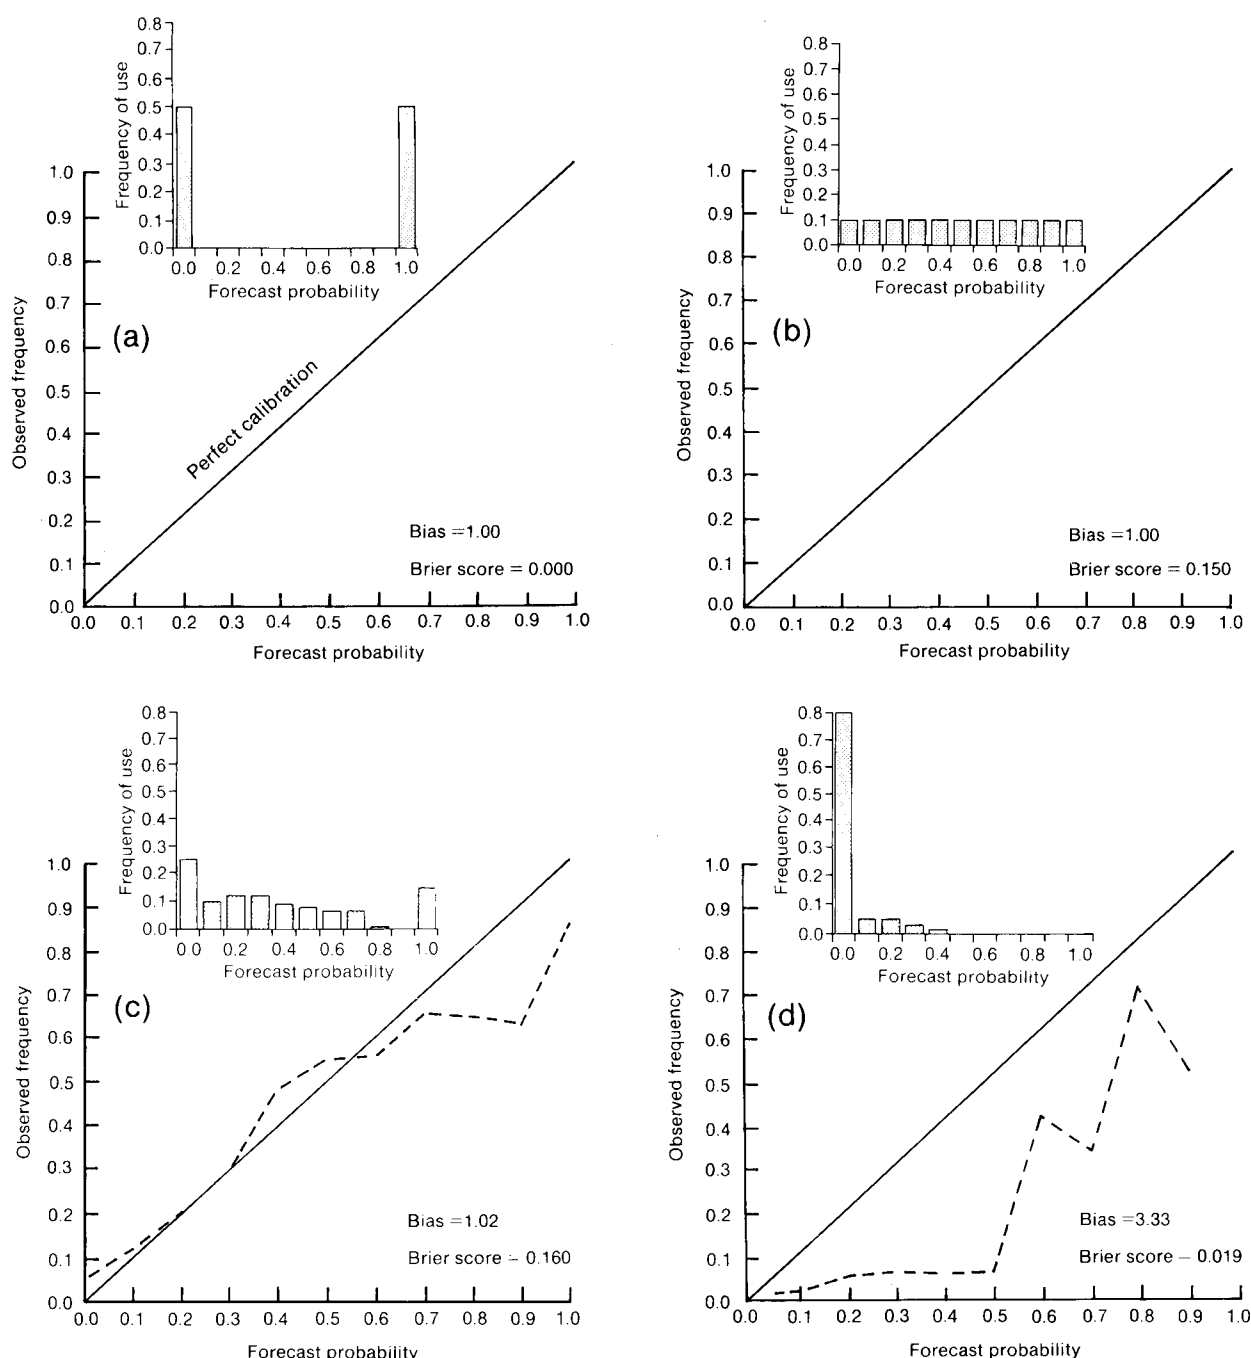 0.8
0.7
0.6
0.5
0.4
0.3
0.2
0.1
0.0
Frequency of use
0.0 0.2 0.4 0.6 0.8 1.0
Forecast probability
1.0
0.9
0.8
0.7
0.6
0.5
0.4
0.3
0.2
0.1
0.0
Observed frequency
(a)
Perfect calibration
Bias =1.00
Brier score = 0.000
0.0 0.1 0.2 0.3 0.4 0.5 0.6 0.7 0.8 0.9 1.0
Forecast probability
0.8
0.7
0.6
0.5
0.4
0.3
0.2
0.1
0.0
Frequency of use
0.0 0.2 0.4 0.6 0.8 1.0
Forecast probability
1.0
0.9
0.8
0.7
0.6
0.5
0.4
0.3
0.2
0.1
0.0
Observed frequency
(b)
Bias =1.00
Brier score = 0.150
0.0 0.1 0.2 0.3 0.4 0.5 0.6 0.7 0.8 0.9 1.0
Forecast probability
0.8
0.7
0.6
0.5
0.4
0.3
0.2
0.1
0.0
Frequency of use
0.0 0.2 0.4 0.6 0.8 1.0
Forecast probability
1.0
0.9
0.8
0.7
0.6
0.5
0.4
0.3
0.2
0.1
0.0
Observed frequency
(c)
Bias =1.02
Brier score – 0.160
0.0 0.1 0.2 0.3 0.4 0.5 0.6 0.7 0.8 0.9 1.0
Forecast probability
0.8
0.7
0.6
0.5
0.4
0.3
0.2
0.1
0.0
Frequency of use
0.0 0.2 0.4 0.6 0.8 1.0
Forecast probability
1.0
0.9
0.8
0.7
0.6
0.5
0.4
0.3
0.2
0.1
0.0
Observed frequency
(d)
Bias =3.33
Brier score – 0.019
0.0 0.1 0.2 0.3 0.4 0.5 0.6 0.7 0.8 0.9 1.0
Forecast probability